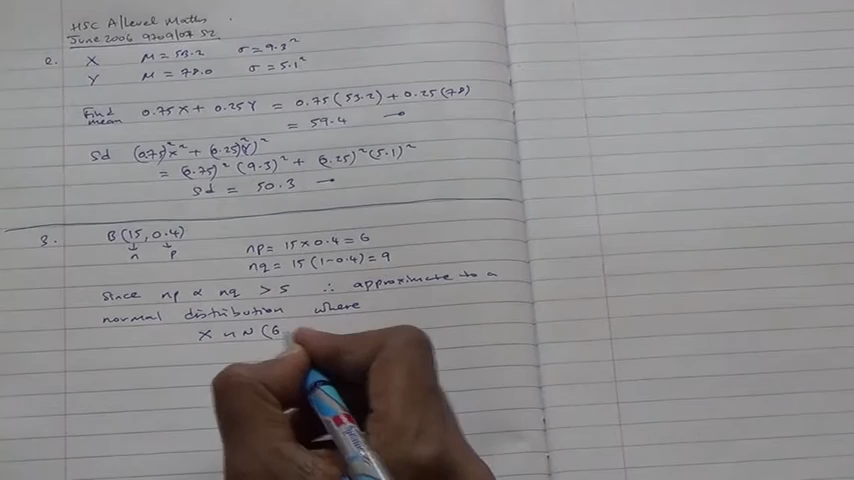 HSC A/Level Maths
June 2006 9709/07 S2
2. X M = 53.2 σ = 9.3²
Y M = 78.0 σ = 5.1²
Find mean 0.75X + 0.25Y = 0.75(53.2) + 0.25(78)
= 59.4
Sd (0.75)²X² + (0.25)²(Y)²
= (0.75)²(9.3)² + (0.25)²(5.1)²
Sd = 50.3
3. B(15, 0.4)
n p
np = 15 × 0.4 = 6
nq = 15(1-0.4) = 9
Since np & nq > 5 ∴ approximate to a
normal distribution where
X ~ N (6